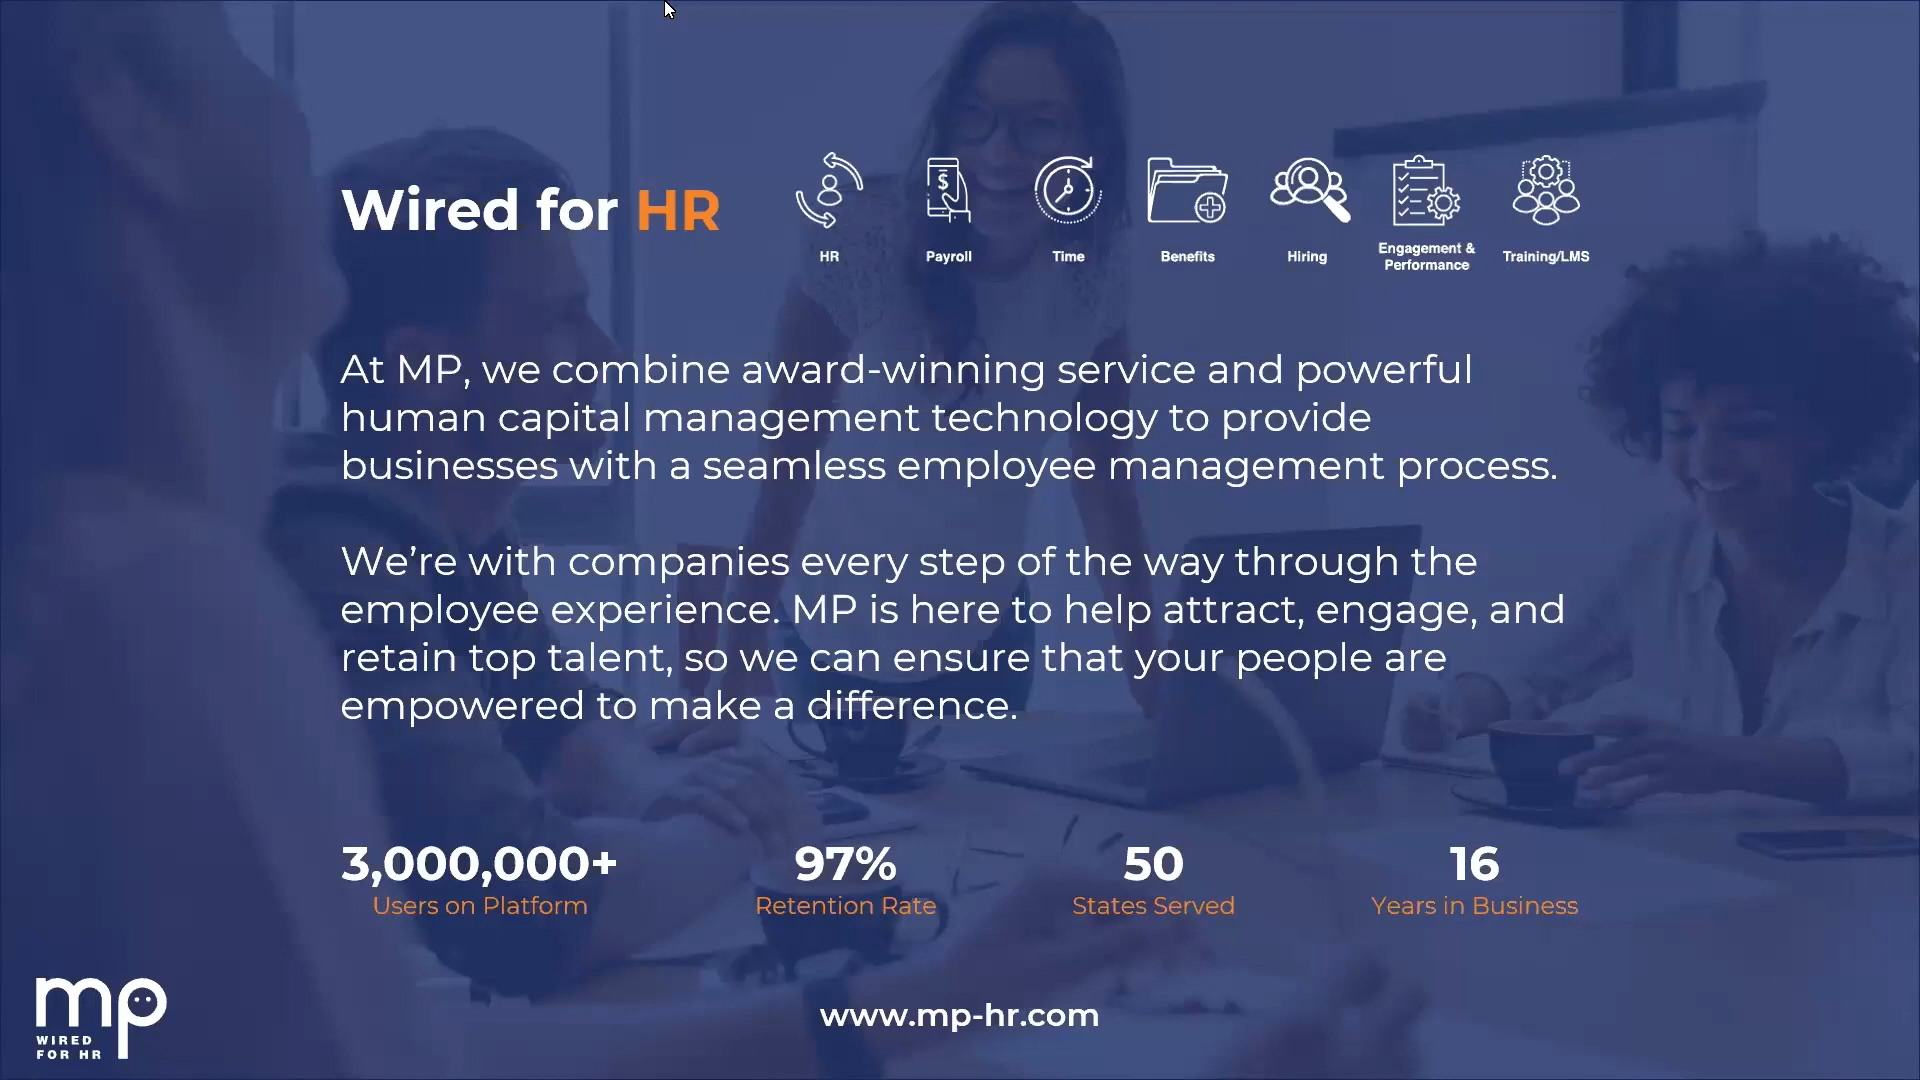 Wired for HR
HR
Payroll
Time
Benefits
Hiring
Engagement &
Performance
Training/LMS
At MP, we combine award-winning service and powerful
human capital management technology to provide
businesses with a seamless employee management process.
We’re with companies every step of the way through the
employee experience. MP is here to help attract, engage, and
retain top talent, so we can ensure that your people are
empowered to make a difference.
3,000,000+
Users on Platform
97%
Retention Rate
50
States Served
16
Years in Business
mp
WIRED
FOR HR
www.mp-hr.com